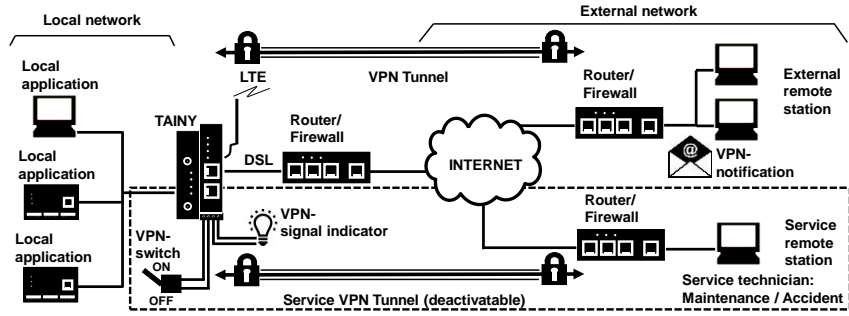 Local network
External network
Local
application
LTE
VPN Tunnel
Router/
Firewall
External
remote
station
TAINY
Router/
Firewall
DSL
INTERNET
@
VPN-
notification
Local
application
Local
application
VPN-
switch
ON
OFF
VPN-
signal indicator
Router/
Firewall
Service
remote
station
Service VPN Tunnel (deactivatable)
Service technician:
Maintenance / Accident